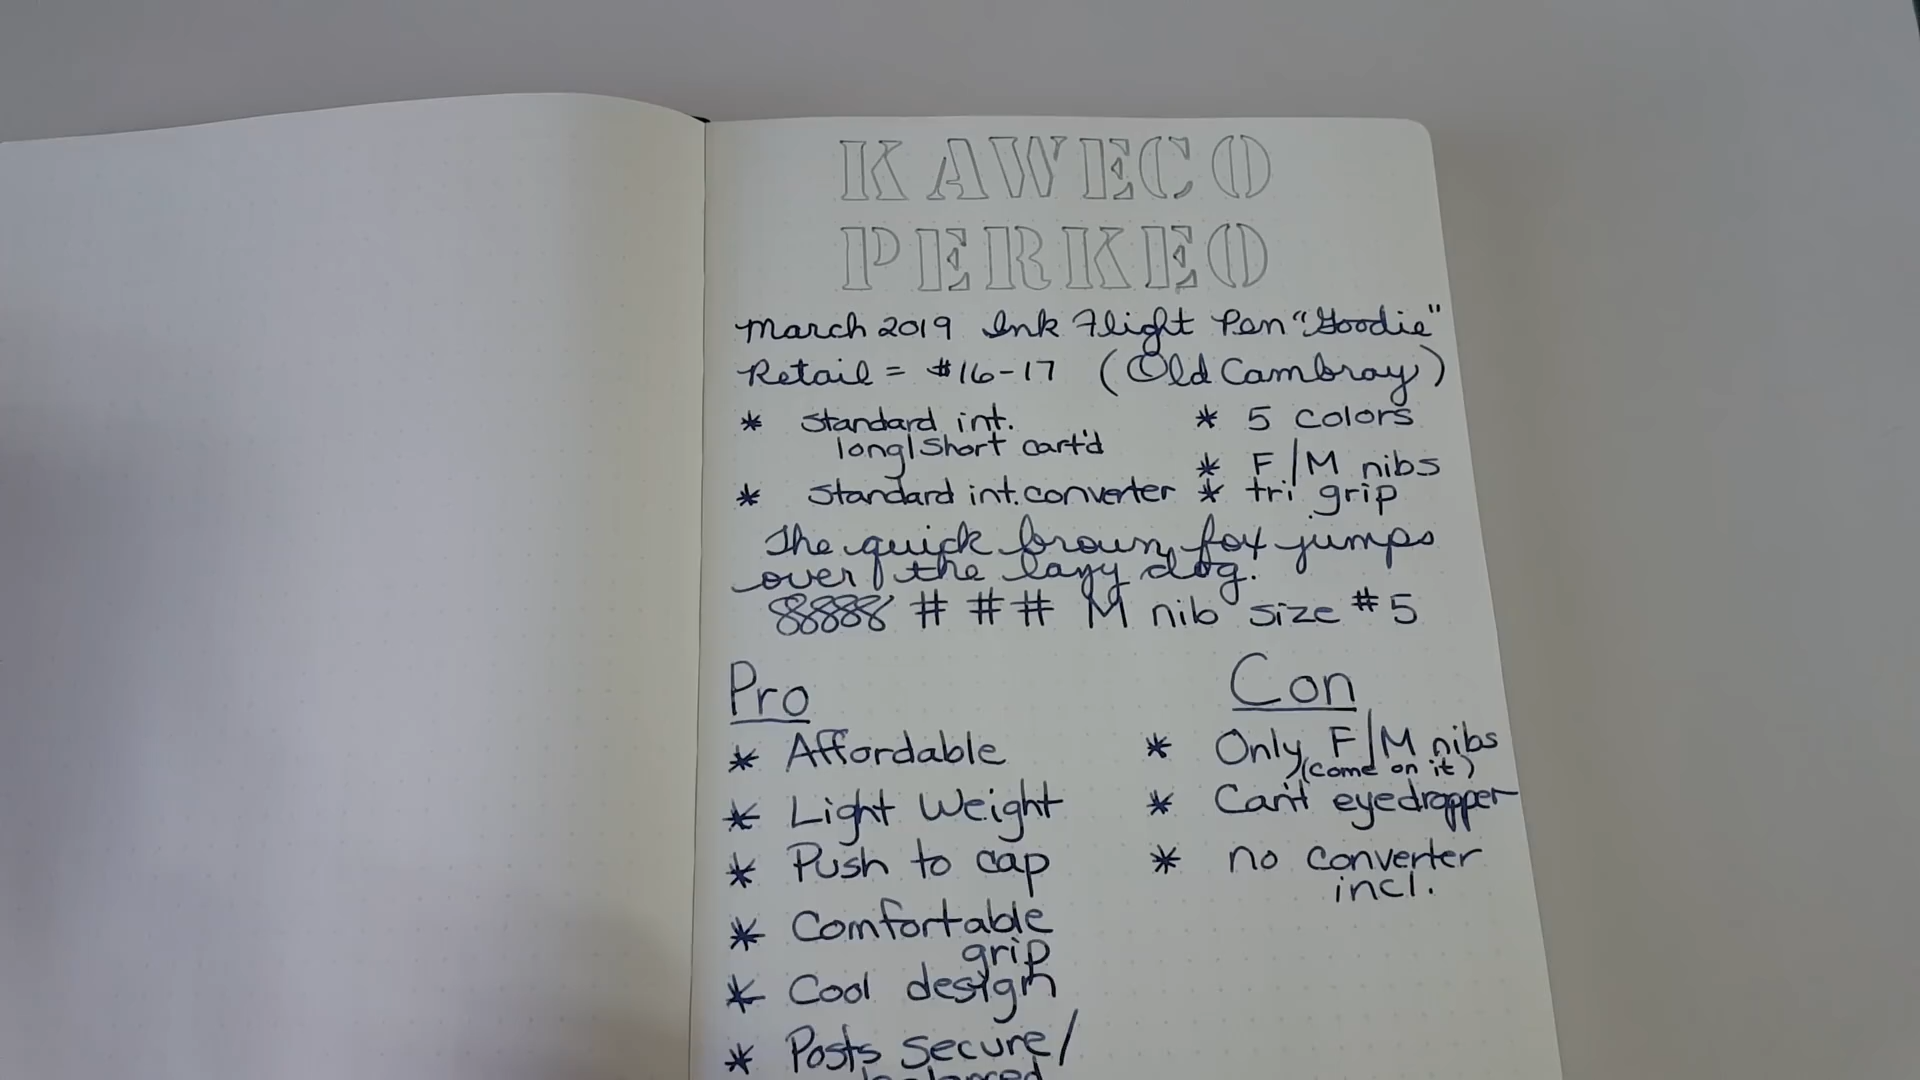 KAWECO
PERKEO
March 2019 Ink Flight Pen "Goodie"
Retail = $16-17 (Old Cambray)
* Standard int. long/short cart'd
* 5 colors
* F/M nibs
* Standard int. converter
* tri grip
The quick brown fox jumps
over the lazy dog.
88888 # # # M nib size #5
Pro
* Affordable
* Light Weight
* Push to cap
* Comfortable
grip
* Cool design
* Posts secure/
balanced
Con
* Only F/M nibs
(come on it)
* Can't eyedropper
* no converter
incl.